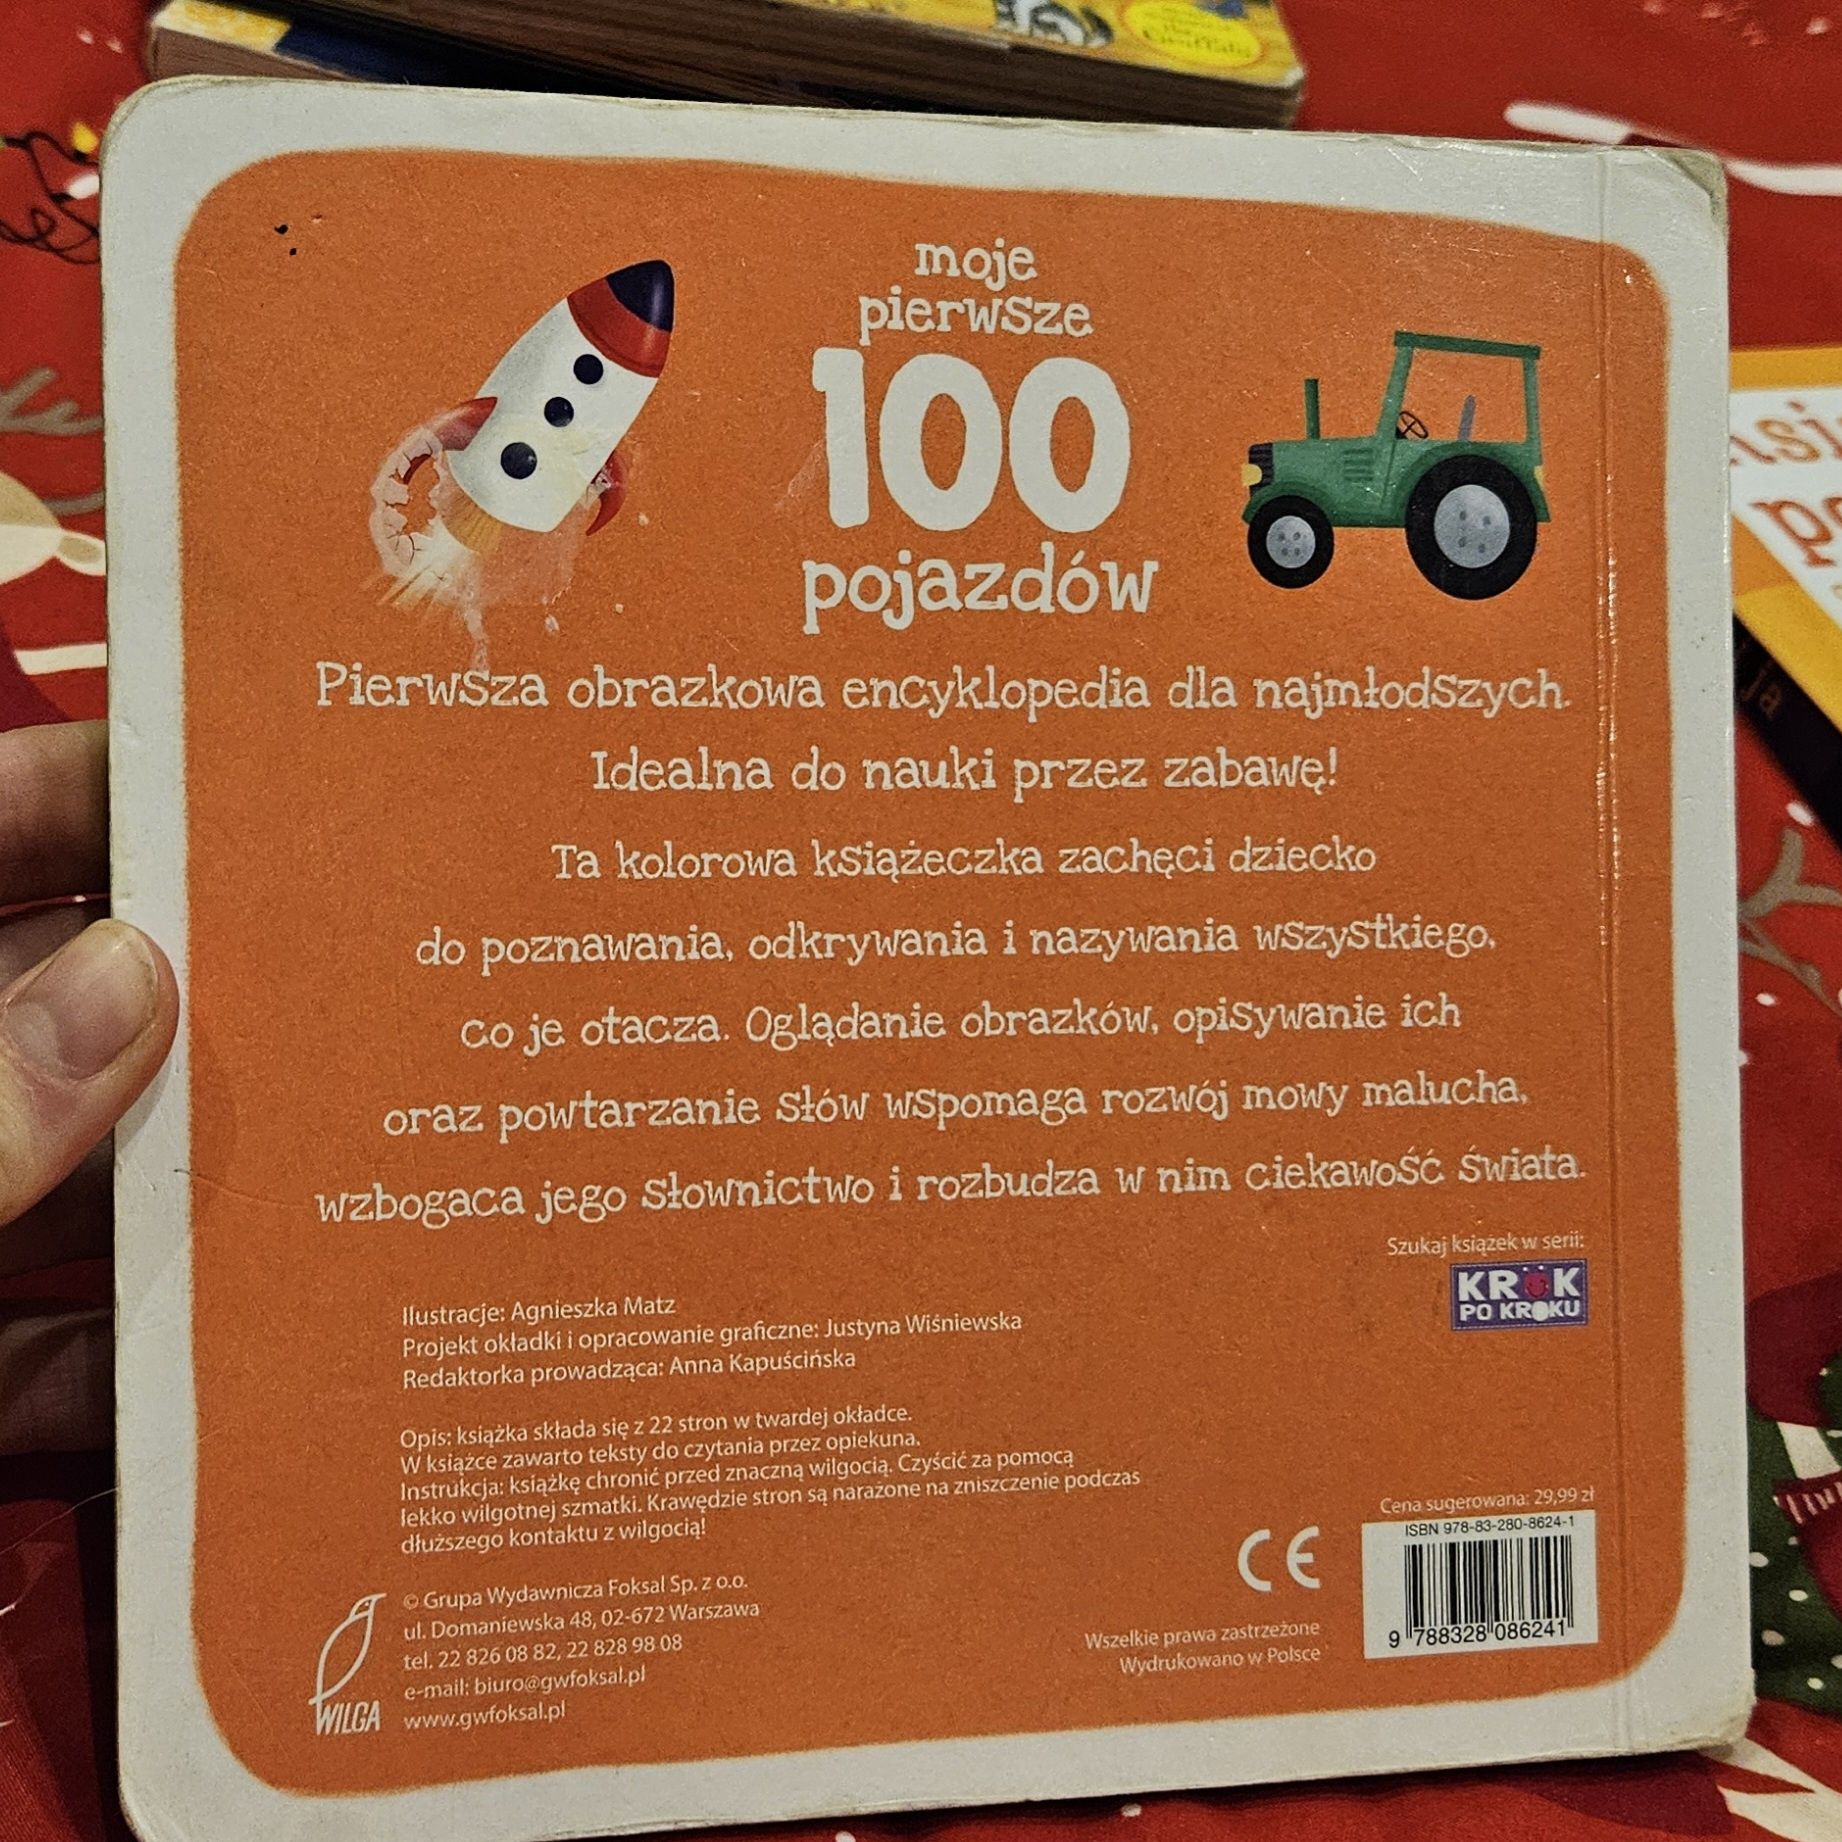 moje
pierwsze
100
pojazdów
Pierwsza obrazkowa encyklopedia dla najmłodszych.
Idealna do nauki przez zabawę!
Ta kolorowa książeczka zachęci dziecko
do poznawania, odkrywania i nazywania wszystkiego,
co je otacza. Oglądanie obrazków, opisywanie ich
oraz powtarzanie słów wspomaga rozwój mowy malucha,
wzbogaca jego słownictwo i rozbudza w nim ciekawość świata.
Szukaj książek w serii:
KROK
PO KROKU
Ilustracje: Agnieszka Matz
Projekt okładki i opracowanie graficzne: Justyna Wiśniewska
Redaktorka prowadząca: Anna Kapuścińska
Opis: książka składa się z 22 stron w twardej okładce.
W książce zawarto teksty do czytania przez opiekuna.
Instrukcja: książkę chronić przed znaczną wilgocią. Czyścić za pomocą
lekko wilgotnej szmatki. Krawędzie stron są narażone na zniszczenie podczas
dłuższego kontaktu z wilgocią!
Cena sugerowana: 29,99 zł
ISBN 978-83-280-8624-1
9 788328 086241
CE
© Grupa Wydawnicza Foksal Sp. z o.o.
ul. Domaniewska 48, 02-672 Warszawa
tel. 22 826 08 82, 22 828 98 08
e-mail: biuro@gwfoksal.pl
www.gwfoksal.pl
WILGA
Wszelkie prawa zastrzeżone
Wydrukowano w Polsce